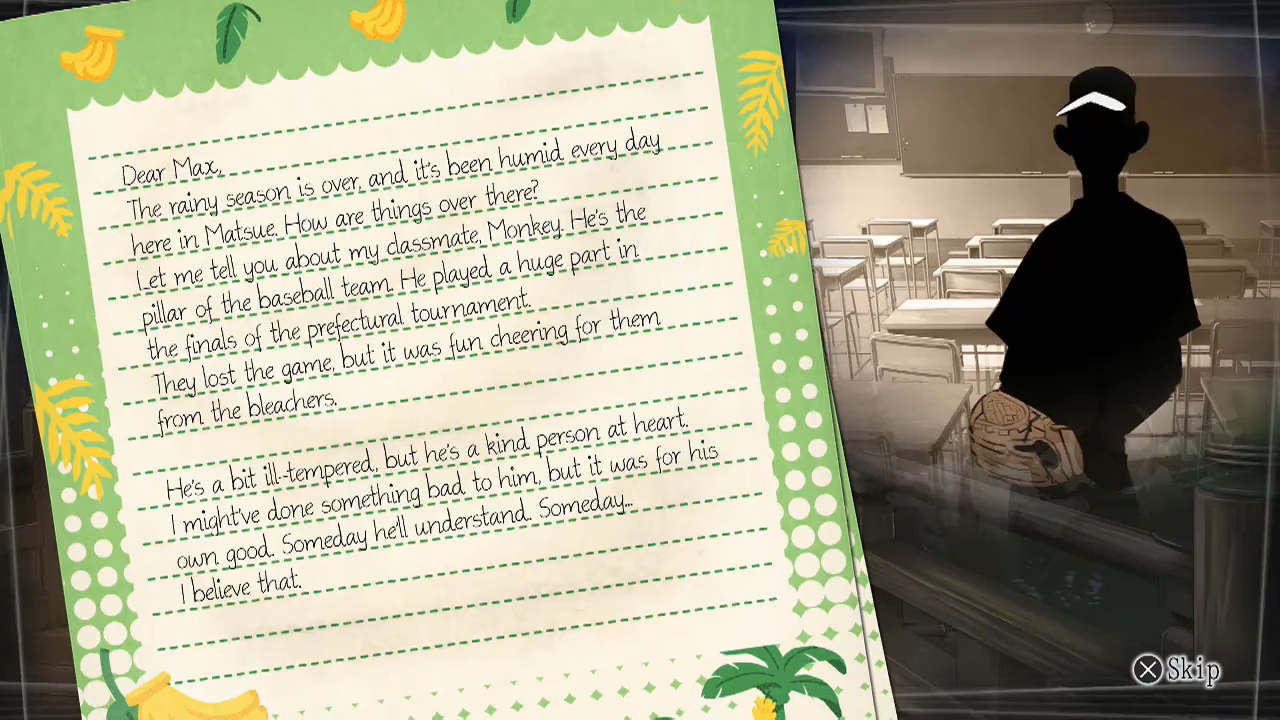 Dear Max,
The rainy season is over, and it's been humid every day
here in Matsue. How are things over there?
Let me tell you about my classmate, Monkey. He's the
pillar of the baseball team. He played a huge part in
the finals of the prefectural tournament.
They lost the game, but it was fun cheering for them
from the bleachers.
He's a bit ill-tempered, but he's a kind person at heart.
I might've done something bad to him, but it was for his
own good. Someday he'll understand. Someday...
I believe that.
Skip